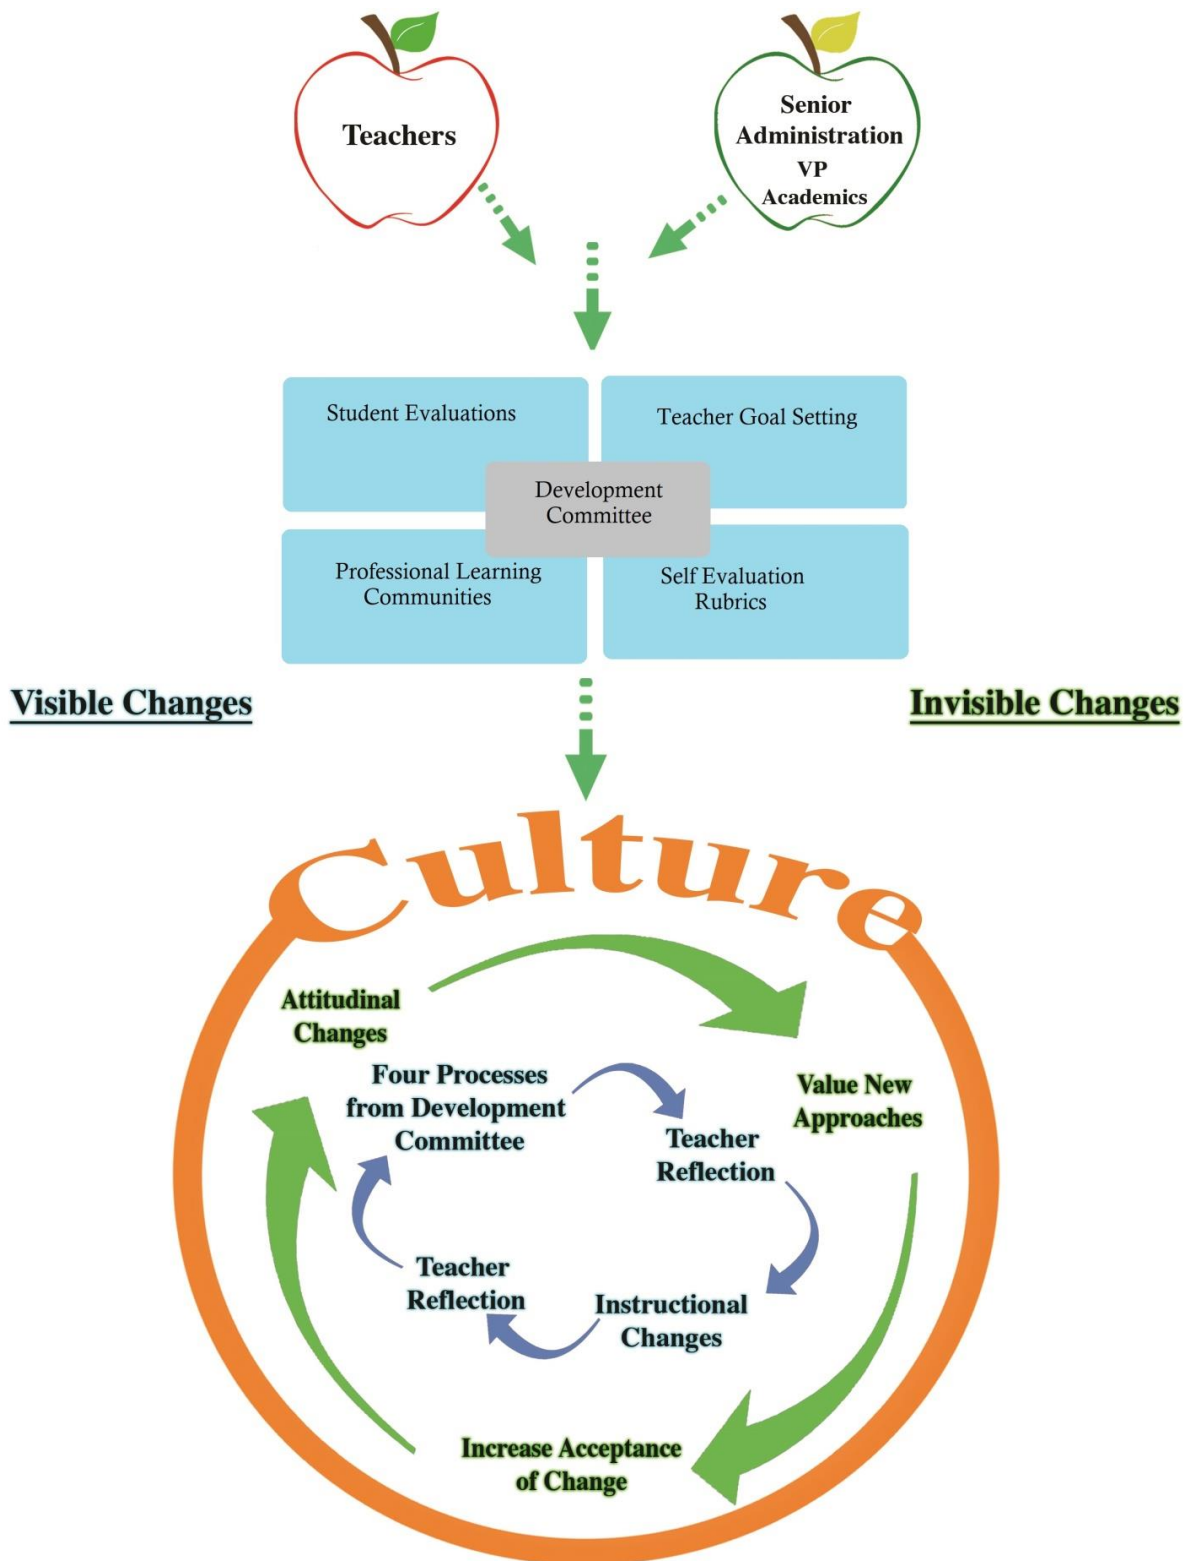 Teachers
Senior
Administration
VP
Academics
Student Evaluations
Teacher Goal Setting
Development
Committee
Professional Learning
Communities
Self Evaluation
Rubrics
Visible Changes
Invisible Changes
Culture
Attitudinal
Changes
Four Processes
from Development
Committee
Value New
Approaches
Teacher
Reflection
Teacher
Reflection
Instructional
Changes
Increase Acceptance
of Change